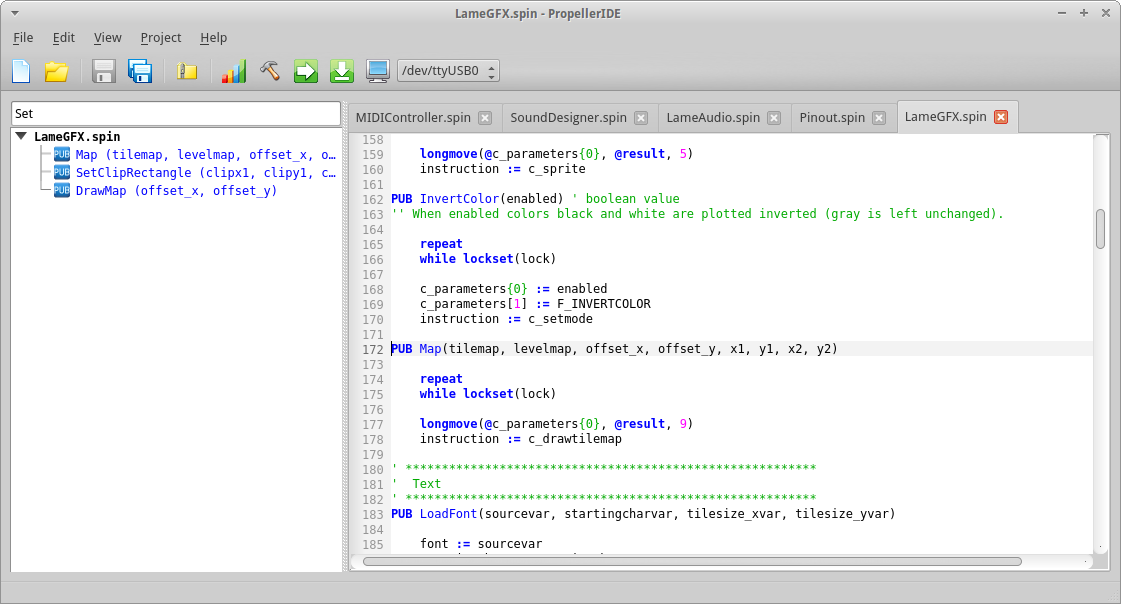 LameGFX.spin - PropellerIDE
File Edit View Project Help
/dev/ttyUSB0
Set
LameGFX.spin
PUB Map (tilemap, levelmap, offset_x, o...
PUB SetClipRectangle (clipx1, clipy1, c...
PUB DrawMap (offset_x, offset_y)
MIDIController.spin SoundDesigner.spin LameAudio.spin Pinout.spin LameGFX.spin
158
159 longmove(@c_parameters{0}, @result, 5)
160 instruction := c_sprite
161
162 PUB InvertColor(enabled) ' boolean value
163 '' When enabled colors black and white are plotted inverted (gray is left unchanged).
164
165 repeat
166 while lockset(lock)
167
168 c_parameters{0} := enabled
169 c_parameters[1] := F_INVERTCOLOR
170 instruction := c_setmode
171
172 PUB Map(tilemap, levelmap, offset_x, offset_y, x1, y1, x2, y2)
173
174 repeat
175 while lockset(lock)
176
177 longmove(@c_parameters{0}, @result, 9)
178 instruction := c_drawtilemap
179
180 ' *********************************************************
181 ' Text
182 ' *********************************************************
183 PUB LoadFont(sourcevar, startingcharvar, tilesize_xvar, tilesize_yvar)
184
185 font := sourcevar